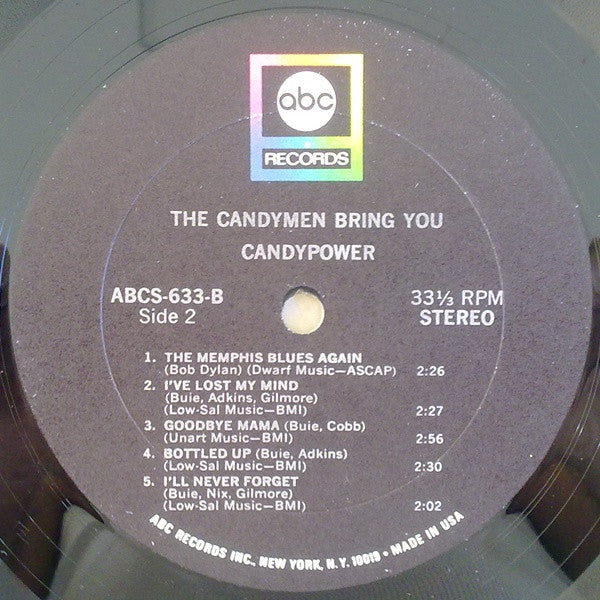 abc
RECORDS
THE CANDYMEN BRING YOU
CANDYPOWER
ABCS-633-B
Side 2
33⅓ RPM
STEREO
1. THE MEMPHIS BLUES AGAIN
(Bob Dylan) (Dwarf Music—ASCAP) 2:26
2. I'VE LOST MY MIND
(Buie, Adkins, Gilmore)
(Low-Sal Music—BMI) 2:27
3. GOODBYE MAMA (Buie, Cobb)
(Unart Music—BMI) 2:56
4. BOTTLED UP (Buie, Adkins)
(Low-Sal Music—BMI) 2:30
5. I'LL NEVER FORGET
(Buie, Nix, Gilmore)
(Low-Sal Music—BMI) 2:02
ABC RECORDS INC., NEW YORK, N.Y. 10019 • MADE IN USA